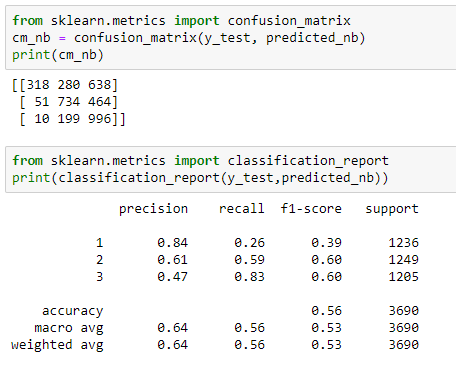 from sklearn.metrics import confusion_matrix
cm_nb = confusion_matrix(y_test, predicted_nb)
print(cm_nb)
[[318 280 638]
 [ 51 734 464]
 [ 10 199 996]]
from sklearn.metrics import classification_report
print(classification_report(y_test,predicted_nb))
precision recall f1-score support
1 0.84 0.26 0.39 1236
2 0.61 0.59 0.60 1249
3 0.47 0.83 0.60 1205
accuracy 0.56 3690
macro avg 0.64 0.56 0.53 3690
weighted avg 0.64 0.56 0.53 3690